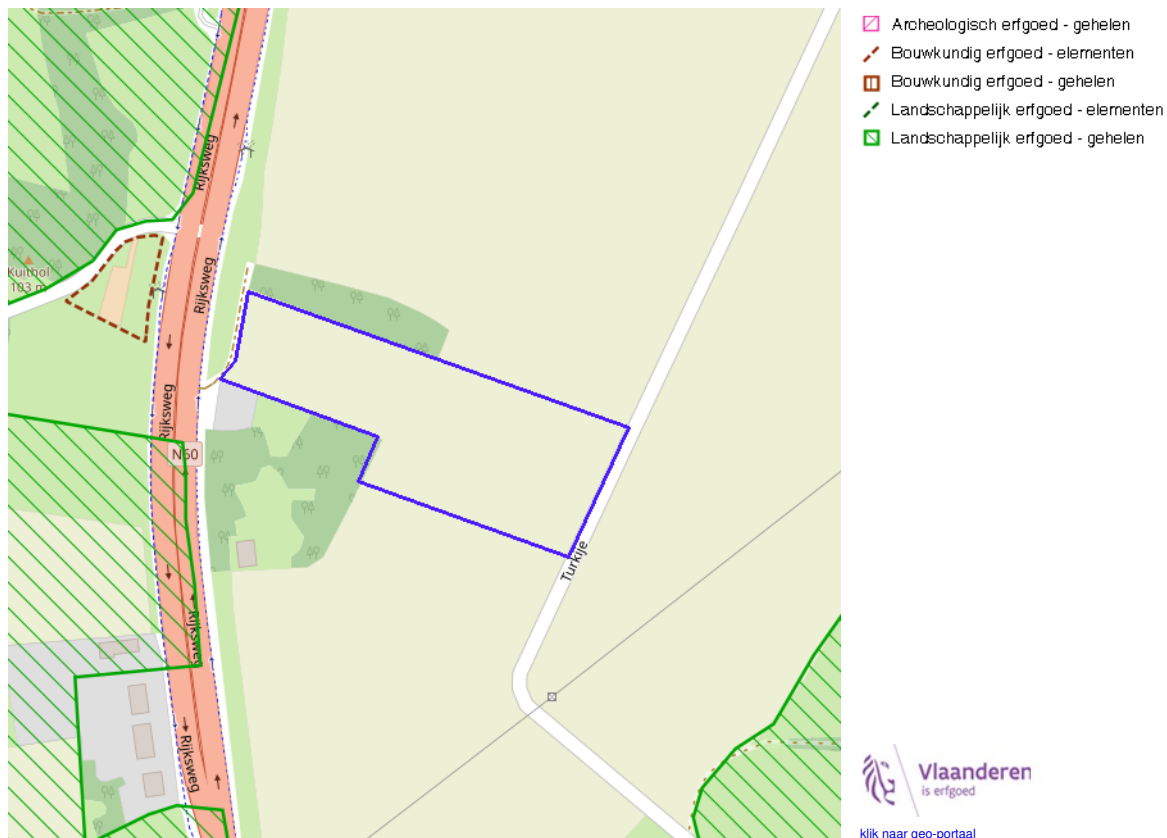 Rijksweg
Kuithol
103 m
Rijksweg
Rijksweg
N60
Turkije
Rijksweg
Rijksweg
Archeologisch erfgoed - gehelen
Bouwkundig erfgoed - elementen
Bouwkundig erfgoed - gehelen
Landschappelijk erfgoed - elementen
Landschappelijk erfgoed - gehelen
Vlaanderen
is erfgoed
klik naar geo-portaal